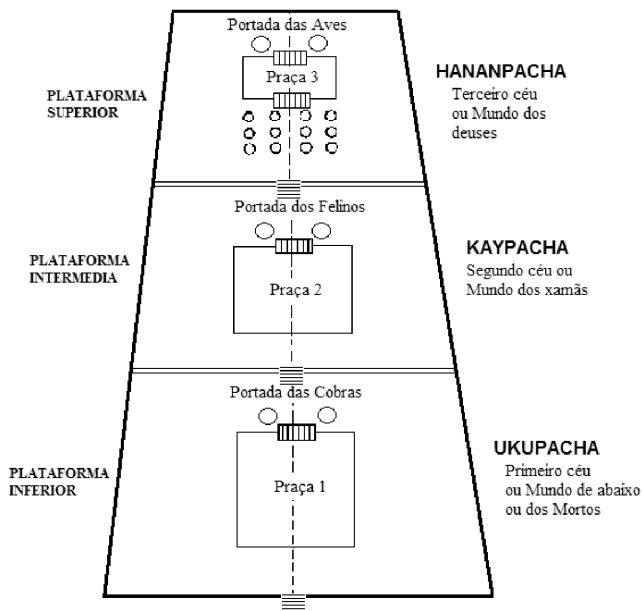 Portada das Aves
Praça 3
PLATAFORMA
SUPERIOR
HANANPACHA
Terceiro céu
ou Mundo dos
deuses
Portada dos Felinos
Praça 2
PLATAFORMA
INTERMEDIA
KAYPACHA
Segundo céu ou
Mundo dos xamãs
Portada das Cobras
Praça 1
PLATAFORMA
INFERIOR
UKUPACHA
Primeiro céu
ou Mundo de abaixo
ou dos Mortos